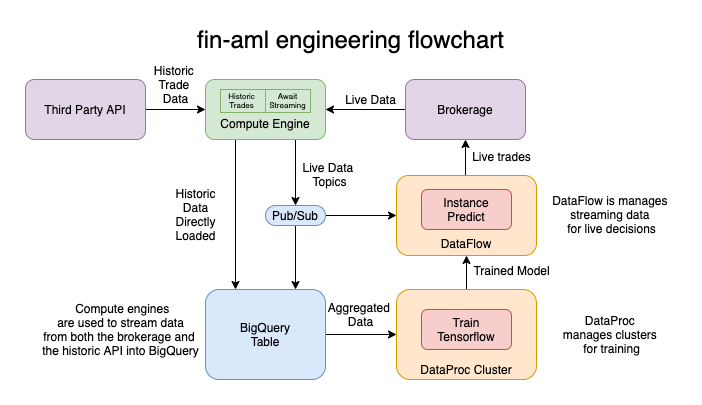 fin-aml engineering flowchart
Historic
Trade
Data
Third Party API
Historic
Trades
Await
Streaming
Compute Engine
Live Data
Brokerage
Live Data
Topics
Live trades
Historic
Data
Directly
Loaded
Pub/Sub
Instance
Predict
DataFlow
DataFlow is manages
streaming data
for live decisions
Trained Model
Compute engines
are used to stream data
from both the brokerage and
the historic API into BigQuery
BigQuery
Table
Aggregated
Data
Train
Tensorflow
DataProc Cluster
DataProc
manages clusters
for training